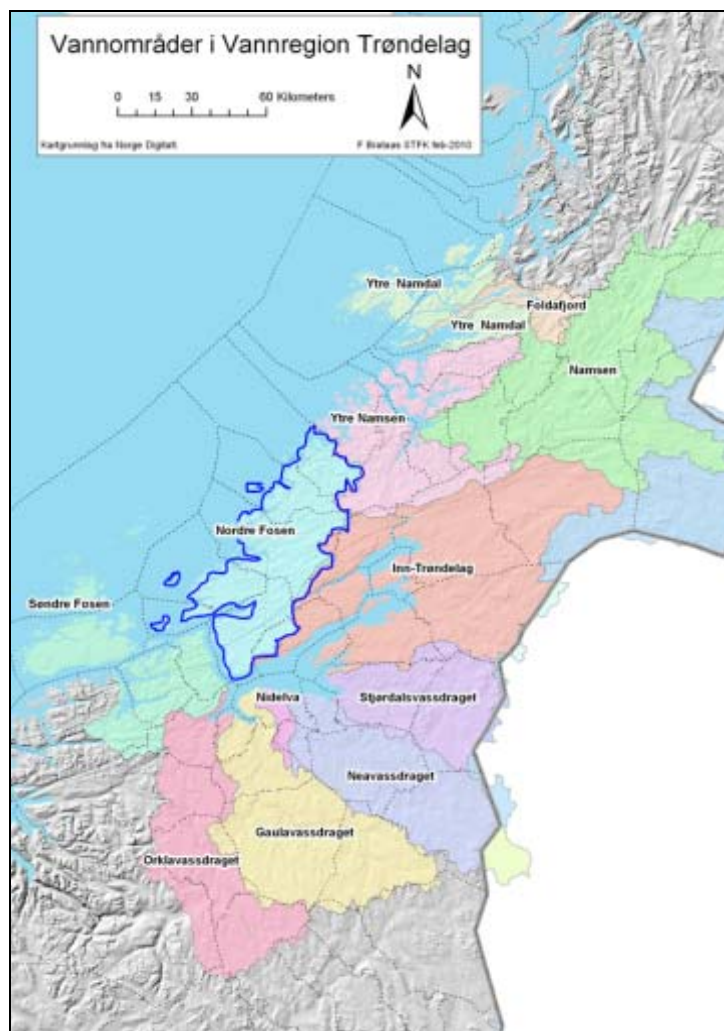 Vannområder i Vannregion Trøndelag
N
0 15 30 60 Kilometers
Kartgrunnlag fra Norge Digitalt
STFK feb-2010
Ytre Namdal
Foldafjord
Ytre Namdal
Namsen
Ytre Namsen
Nordre Fosen
Inn-Trøndelag
Søndre Fosen
Nidelva
Stjørdalsvassdraget
Neavassdraget
Gaulavassdraget
Orklavassdraget